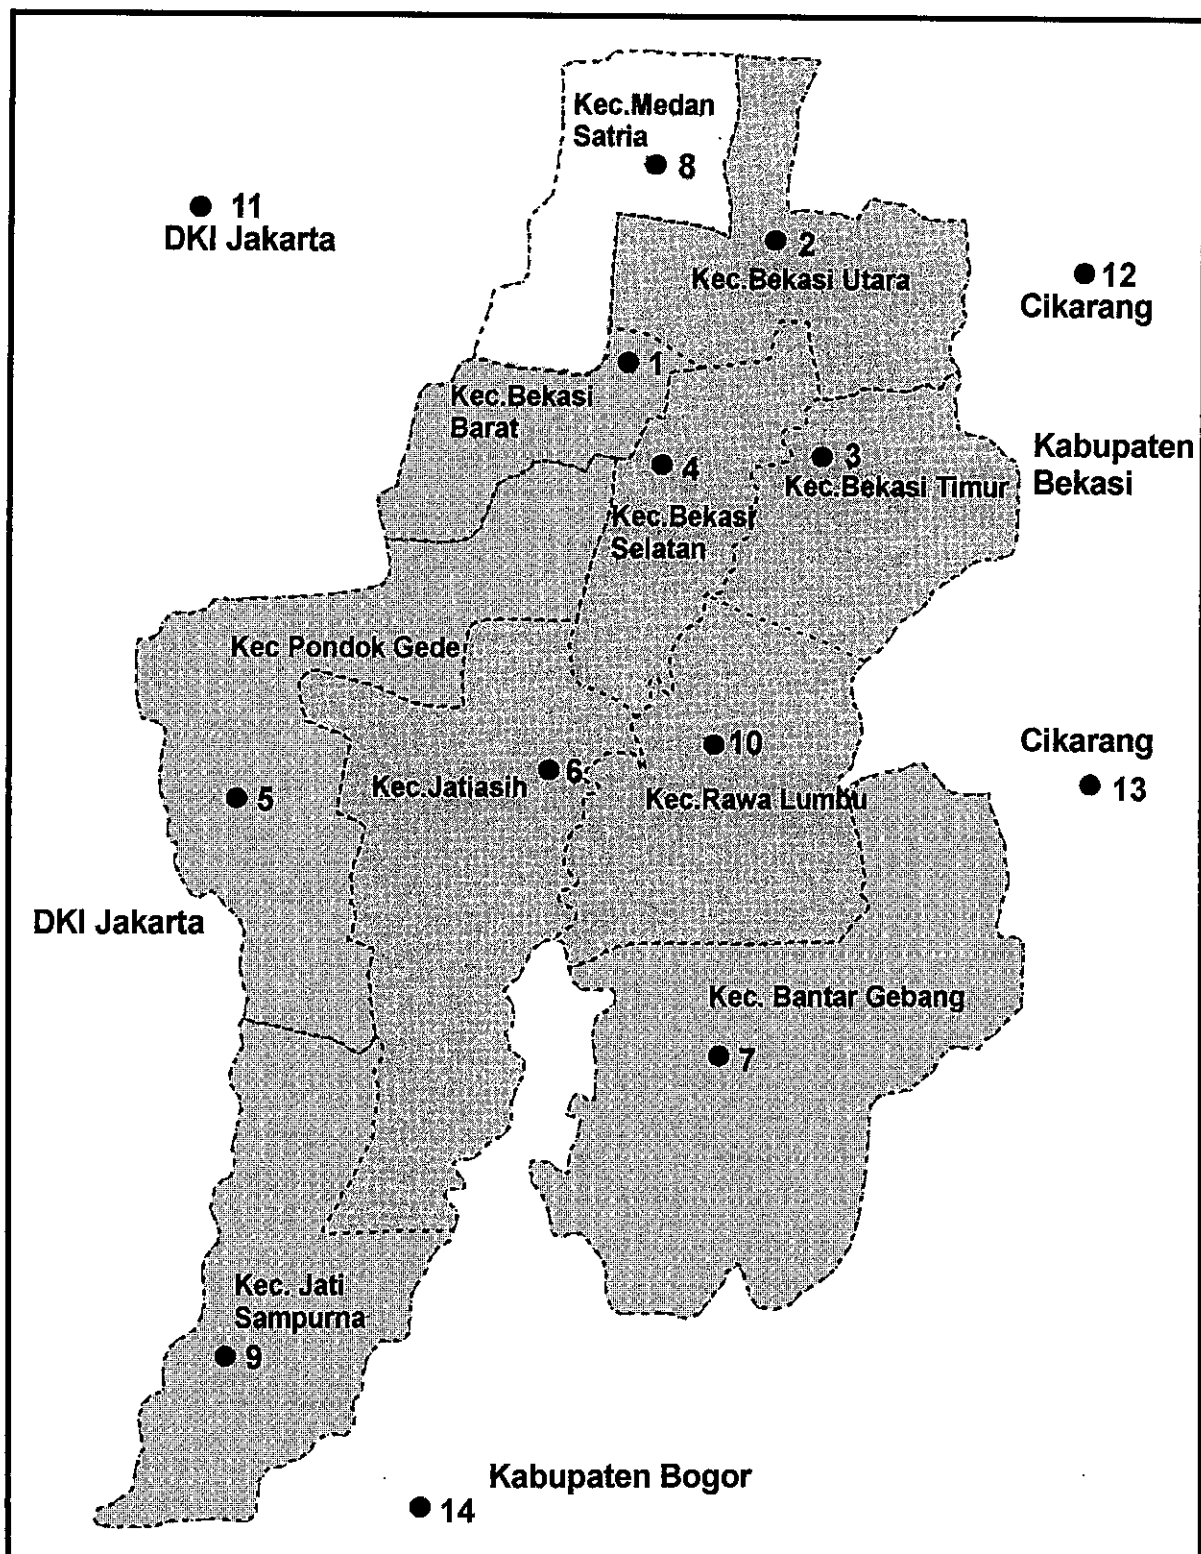 Kec.Medan
Satria
8
11
DKI Jakarta
2
Kec.Bekasi Utara
12
Cikarang
1
Kec.Bekasi
Barat
4
Kec.Bekasi
Selatan
3
Kec.Bekasi Timur
Kabupaten
Bekasi
Kec Pondok Gede
5
6
Kec.Jatiasih
10
Kec.Rawa Lumbu
Cikarang
13
DKI Jakarta
Kec. Bantar Gebang
7
Kec. Jati
Sampurna
9
Kabupaten Bogor
14